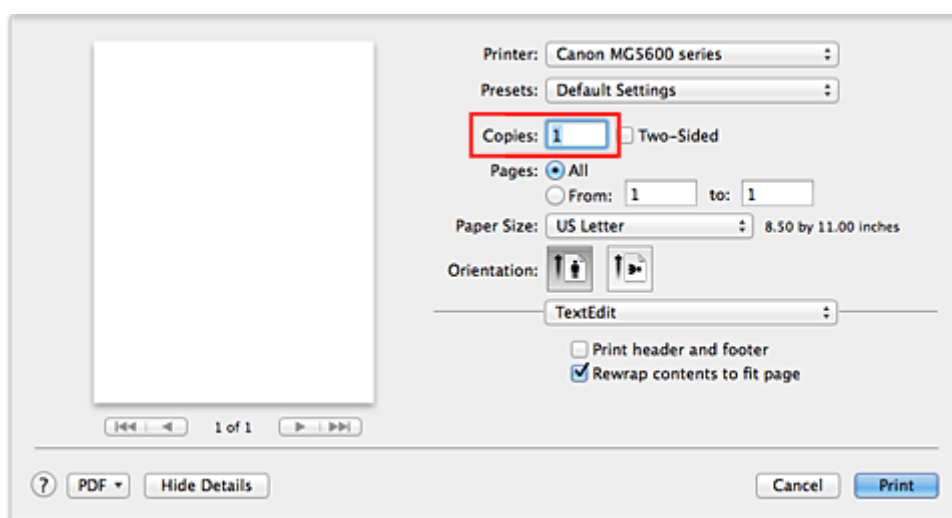 Printer: Canon MG5600 series
Presets: Default Settings
Copies: 1 Two-Sided
Pages: All
From: 1 to: 1
Paper Size: US Letter 8.50 by 11.00 inches
Orientation:
TextEdit
Print header and footer
Rewrap contents to fit page
1 of 1
? PDF Hide Details Cancel Print